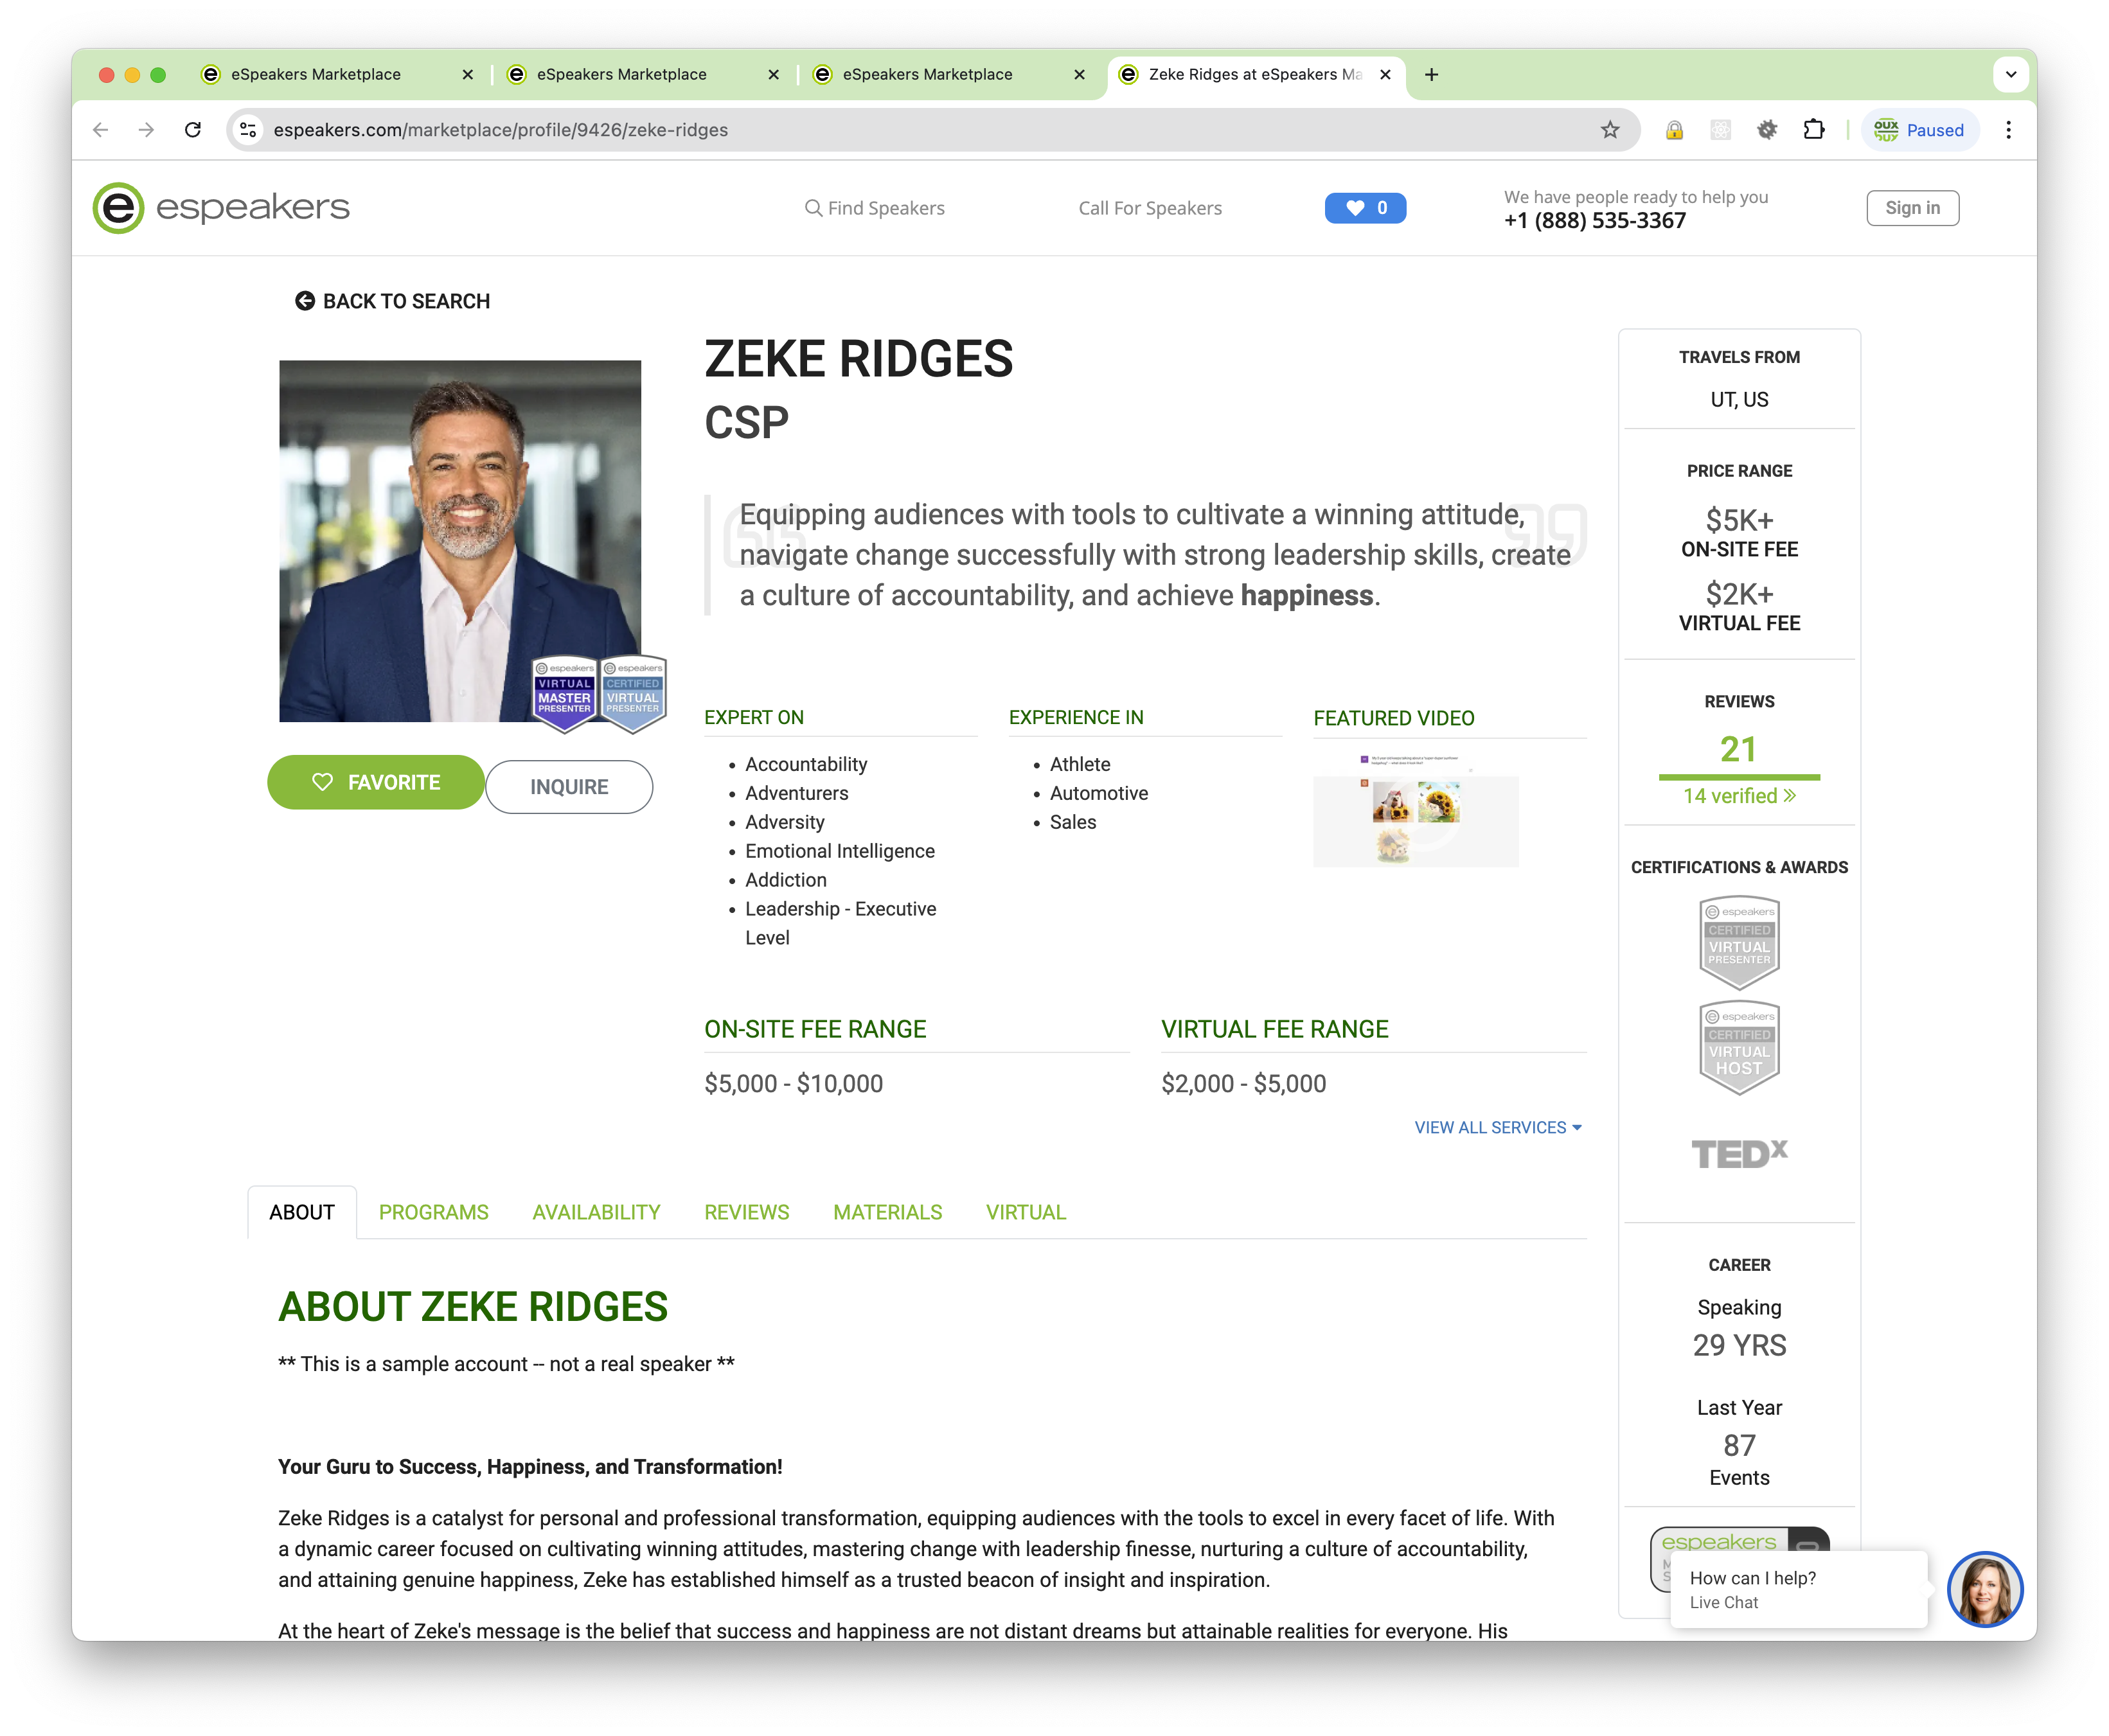 eSpeakers Marketplace
eSpeakers Marketplace
eSpeakers Marketplace
Zeke Ridges at eSpeakers Ma
espeakers.com/marketplace/profile/9426/zeke-ridges
OUX
Paused
espeakers
Find Speakers
Call For Speakers
0
We have people ready to help you
+1 (888) 535-3367
Sign in
BACK TO SEARCH
espeakers
VIRTUAL
MASTER
PRESENTER
espeakers
CERTIFIED
VIRTUAL
PRESENTER
FAVORITE
INQUIRE
ZEKE RIDGES
CSP
Equipping audiences with tools to cultivate a winning attitude,
navigate change successfully with strong leadership skills, create
a culture of accountability, and achieve happiness.
EXPERT ON
Accountability
Adventurers
Adversity
Emotional Intelligence
Addiction
Leadership - Executive
Level
EXPERIENCE IN
Athlete
Automotive
Sales
FEATURED VIDEO
ON-SITE FEE RANGE
$5,000 - $10,000
VIRTUAL FEE RANGE
$2,000 - $5,000
VIEW ALL SERVICES
TRAVELS FROM
UT, US
PRICE RANGE
$5K+
ON-SITE FEE
$2K+
VIRTUAL FEE
REVIEWS
21
14 verified
CERTIFICATIONS & AWARDS
espeakers
CERTIFIED
VIRTUAL
PRESENTER
espeakers
CERTIFIED
VIRTUAL
HOST
TEDx
CAREER
Speaking
29 YRS
Last Year
87
Events
espeakers
ABOUT
PROGRAMS
AVAILABILITY
REVIEWS
MATERIALS
VIRTUAL
ABOUT ZEKE RIDGES
** This is a sample account -- not a real speaker **
Your Guru to Success, Happiness, and Transformation!
Zeke Ridges is a catalyst for personal and professional transformation, equipping audiences with the tools to excel in every facet of life. With
a dynamic career focused on cultivating winning attitudes, mastering change with leadership finesse, nurturing a culture of accountability,
and attaining genuine happiness, Zeke has established himself as a trusted beacon of insight and inspiration.
At the heart of Zeke's message is the belief that success and happiness are not distant dreams but attainable realities for everyone. His
How can I help?
Live Chat